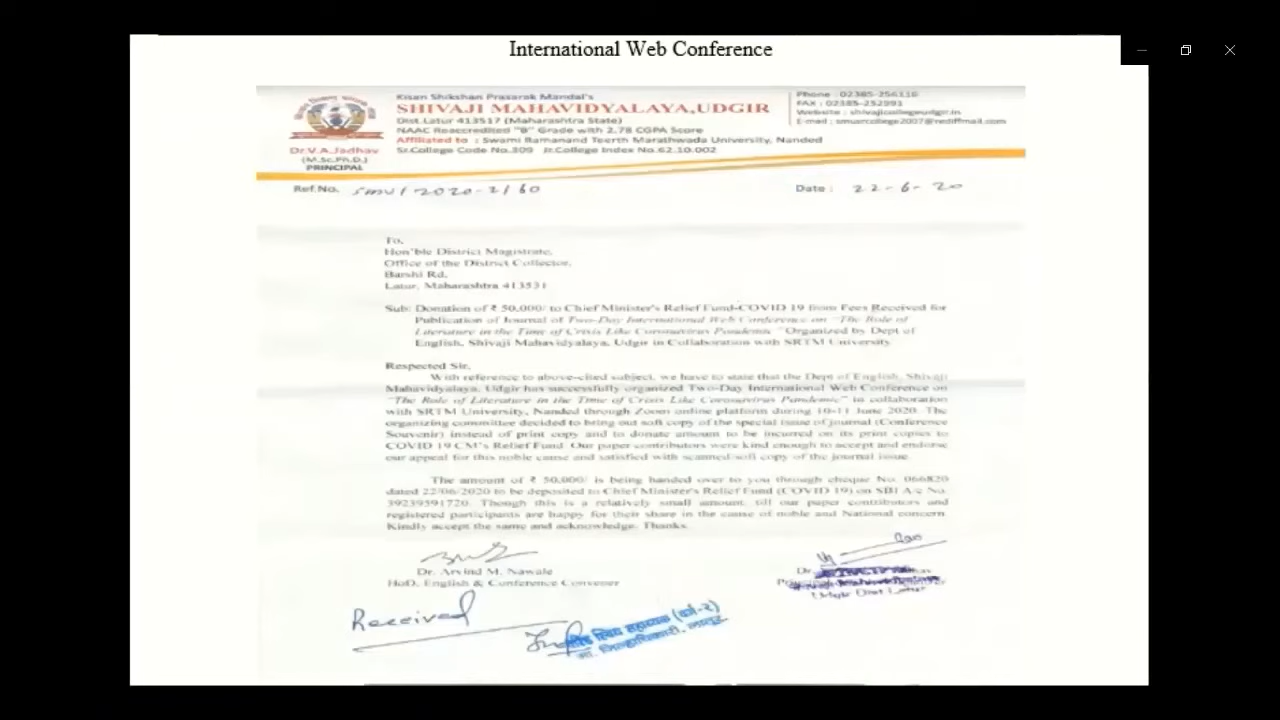 International Web Conference
Kisan Shikshan Prasarak Mandal's
SHIVAJI MAHAVIDYALAYA,UDGIR
Dist.Latur 413517 (Maharashtra State)
NAAC Reaccredited "B" Grade with 2.78 CGPA Score
Affiliated to : Swami Ramanand Teerth Marathwada University, Nanded
Sr.College Code No.309 Jr.College Index No.62.10.002
Phone : 02385-256116
FAX : 02385-252991
Website : shivajicollegeudgir.in
E-mail : smusrcollege2007@rediffmail.com
Dr.V.A.Jadhav
(M.Sc.Ph.D.)
PRINCIPAL
Ref.No. SMU/2020-21/60
Date : 22-6-20
To,
Hon'ble District Magistrate,
Office of the District Collector,
Barshi Rd,
Latur, Maharashtra 413531
Sub: Donation of ₹ 50,000/ to Chief Minister's Relief Fund-COVID 19 from Fees Received for
Publication of Journal of Two-Day International Web Conference on "The Role of
Literature in the Time of Crisis Like Coronavirus Pandemic" Organized by Dept of
English, Shivaji Mahavidyalaya, Udgir in Collaboration with SRTM University.
Respected Sir,
With reference to above-cited subject, we have to state that the Dept of English, Shivaji
Mahavidyalaya, Udgir has successfully organized Two-Day International Web Conference on
"The Role of Literature in the Time of Crisis Like Coronavirus Pandemic" in collaboration
with SRTM University, Nanded through Zoom online platform during 10-11 June 2020. The
organizing committee decided to bring out soft copy of the special issue of journal (Conference
Souvenir) instead of print copy and to donate amount to be incurred on its print copies to
COVID 19 CM's Relief Fund. Our paper contributors were kind enough to accept and endorse
our appeal for this noble cause and satisfied with scanned/soft copy of the journal issue.
The amount of ₹ 50,000/ is being handed over to you through cheque No. 066820
dated 22/06/2020 to be deposited to Chief Minister's Relief Fund (COVID 19) on SBI A/c No.
39239591720. Though this is a relatively small amount, till our paper contributors and
registered participants are happy for their share in the cause of noble and National concern.
Kindly accept the same and acknowledge. Thanks.
Dr. Arvind M. Nawale
HoD, English & Conference Convener
Dr.
Udgir Dist Latur
Received